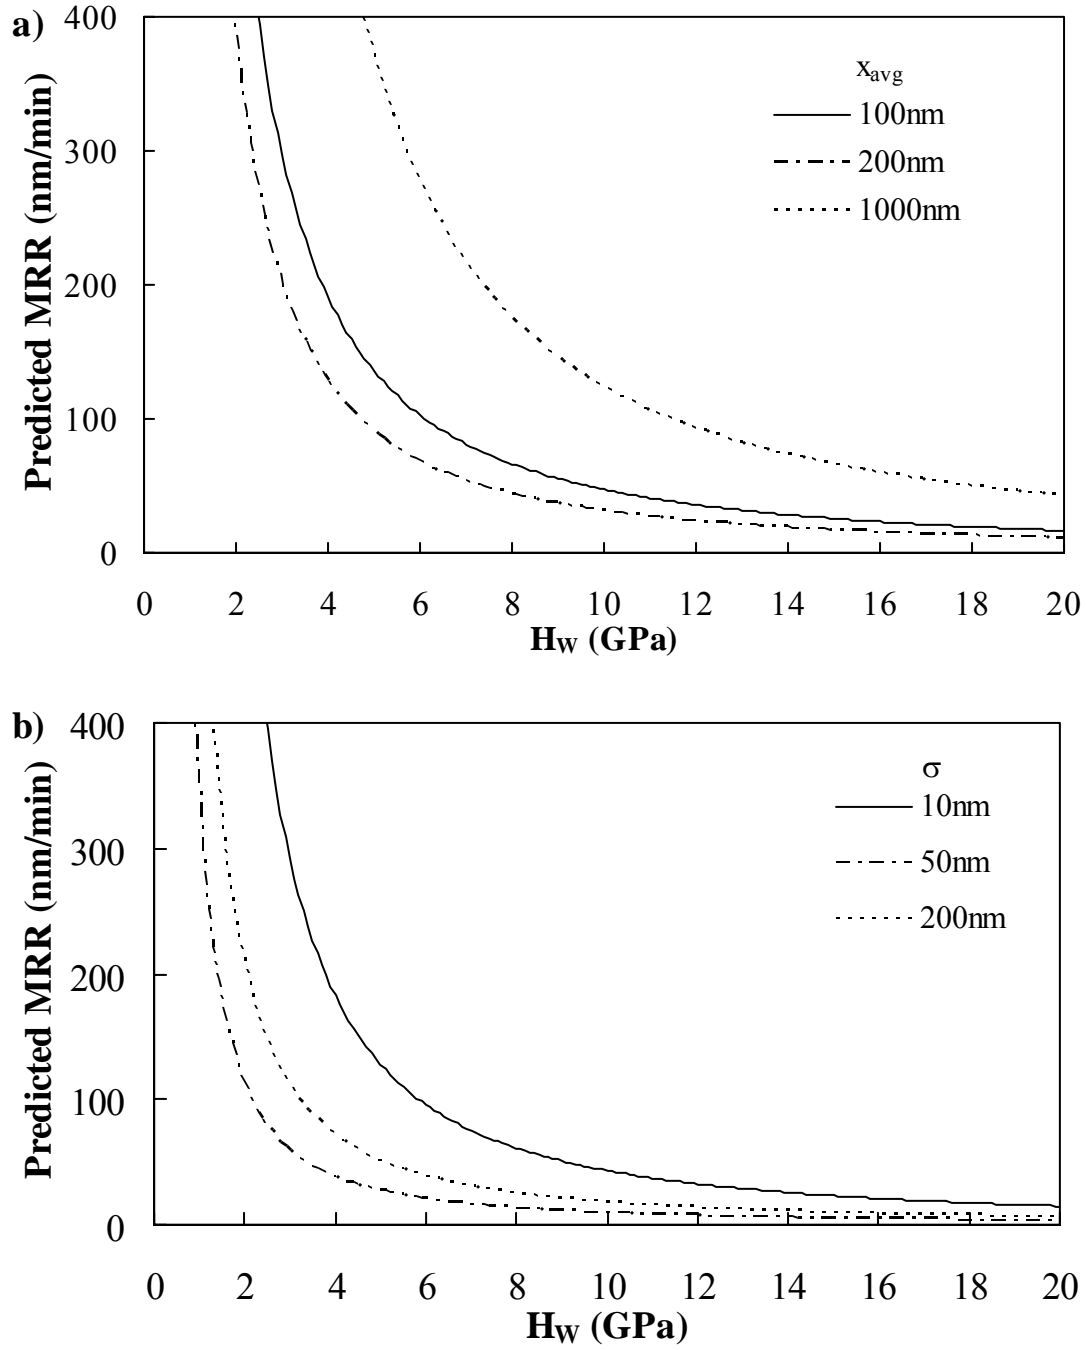 a)
Predicted MRR (nm/min)
400
300
200
100
0
x_avg
100nm
200nm
1000nm
0 2 4 6 8 10 12 14 16 18 20
H_W (GPa)
b)
Predicted MRR (nm/min)
400
300
200
100
0
σ
10nm
50nm
200nm
0 2 4 6 8 10 12 14 16 18 20
H_W (GPa)